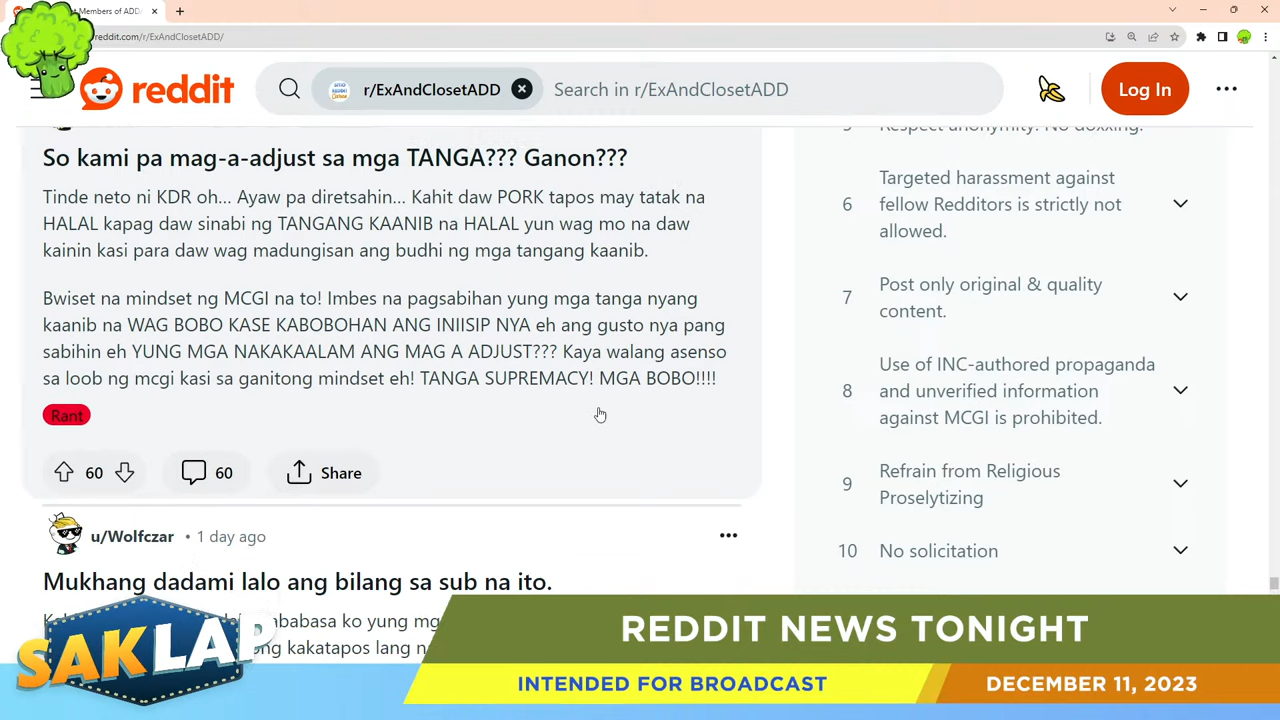 t Members of ADD/
reddit.com/r/ExAndClosetADD/
reddit
r/ExAndClosetADD
Search in r/ExAndClosetADD
Log In
So kami pa mag-a-adjust sa mga TANGA??? Ganon???
Tinde neto ni KDR oh... Ayaw pa diretsahin... Kahit daw PORK tapos may tatak na
HALAL kapag daw sinabi ng TANGANG KAANIB na HALAL yun wag mo na daw
kainin kasi para daw wag madungisan ang budhi ng mga tangang kaanib.
Bwiset na mindset ng MCGI na to! Imbes na pagsabihan yung mga tanga nyang
kaanib na WAG BOBO KASE KABOBOHAN ANG INIISIP NYA eh ang gusto nya pang
sabihin eh YUNG MGA NAKAKAALAM ANG MAG A ADJUST??? Kaya walang asenso
sa loob ng mcgi kasi sa ganitong mindset eh! TANGA SUPREMACY! MGA BOBO!!!!
Rant
60
60
Share
u/Wolfczar • 1 day ago
Mukhang dadami lalo ang bilang sa sub na ito.
babasa ko yung mg
ng kakatapos lang n
Respect anonymity. No doxxing.
6 Targeted harassment against
fellow Redditors is strictly not
allowed.
7 Post only original & quality
content.
8 Use of INC-authored propaganda
and unverified information
against MCGI is prohibited.
9 Refrain from Religious
Proselytizing
10 No solicitation
SAKLAP
REDDIT NEWS TONIGHT
INTENDED FOR BROADCAST
DECEMBER 11, 2023